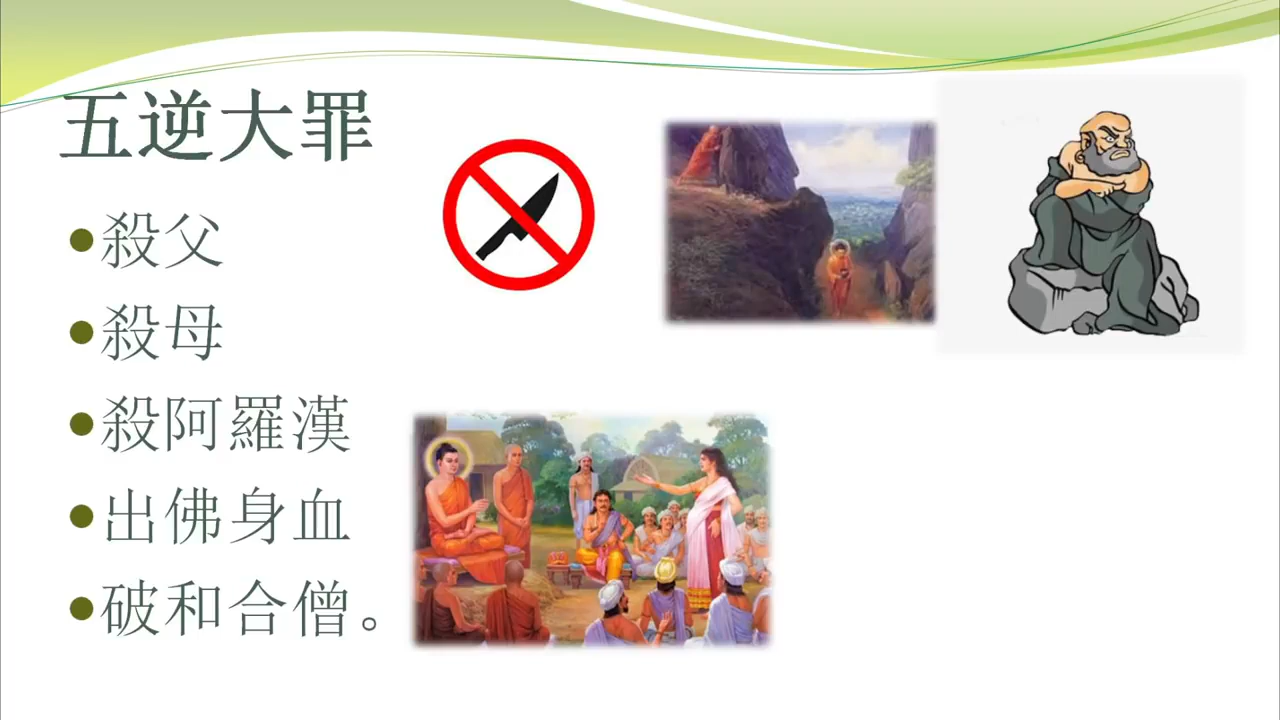 五逆大罪
殺父
殺母
殺阿羅漢
出佛身血
破和合僧。